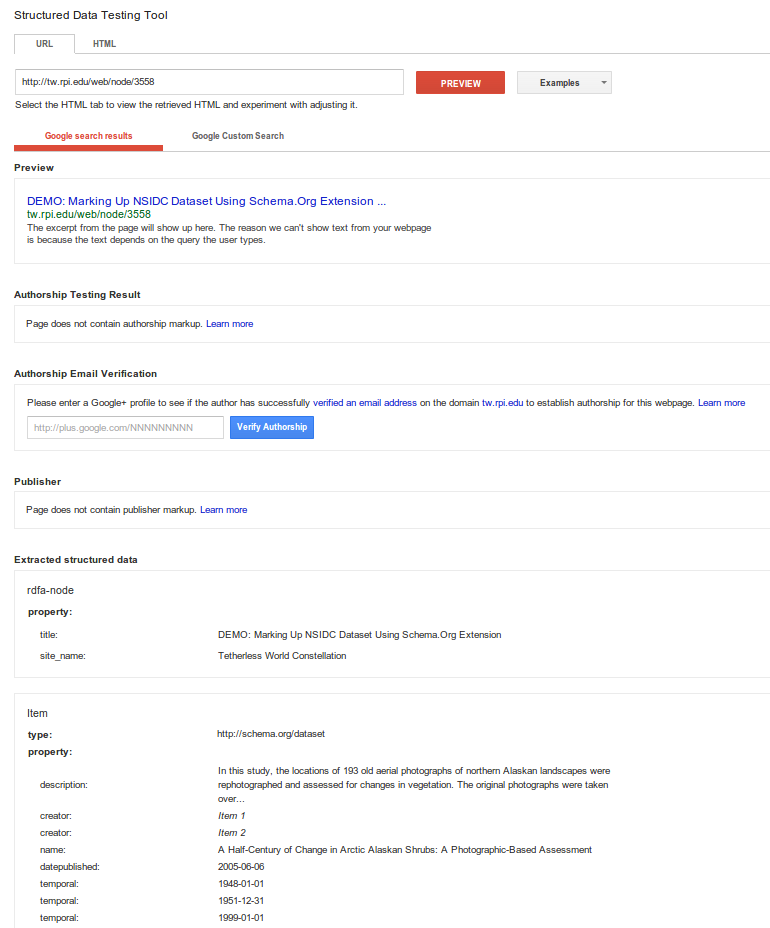 Structured Data Testing Tool
URL HTML
http://tw.rpi.edu/web/node/3558 PREVIEW Examples
Select the HTML tab to view the retrieved HTML and experiment with adjusting it.
Google search results Google Custom Search
Preview
DEMO: Marking Up NSIDC Dataset Using Schema.Org Extension ...
tw.rpi.edu/web/node/3558
The excerpt from the page will show up here. The reason we can't show text from your webpage
is because the text depends on the query the user types.
Authorship Testing Result
Page does not contain authorship markup. Learn more
Authorship Email Verification
Please enter a Google+ profile to see if the author has successfully verified an email address on the domain tw.rpi.edu to establish authorship for this webpage. Learn more
http://plus.google.com/NNNNNNNNN Verify Authorship
Publisher
Page does not contain publisher markup. Learn more
Extracted structured data
rdfa-node
property:
title: DEMO: Marking Up NSIDC Dataset Using Schema.Org Extension
site_name: Tetherless World Constellation
Item
type: http://schema.org/dataset
property:
In this study, the locations of 193 old aerial photographs of northern Alaskan landscapes were
description: rephotographed and assessed for changes in vegetation. The original photographs were taken
over...
creator: Item 1
creator: Item 2
name: A Half-Century of Change in Arctic Alaskan Shrubs: A Photographic-Based Assessment
datepublished: 2005-06-06
temporal: 1948-01-01
temporal: 1951-12-31
temporal: 1999-01-01